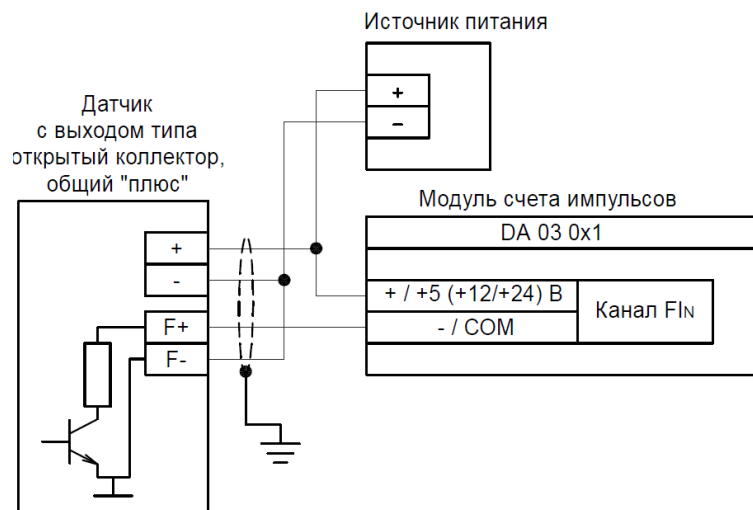 Источник питания
+
-
Датчик
с выходом типа
открытый коллектор,
общий "плюс"
+
-
F+
F-
Модуль счета импульсов
DA 03 0x1
+ / +5 (+12/+24) В
- / COM
Канал FIN